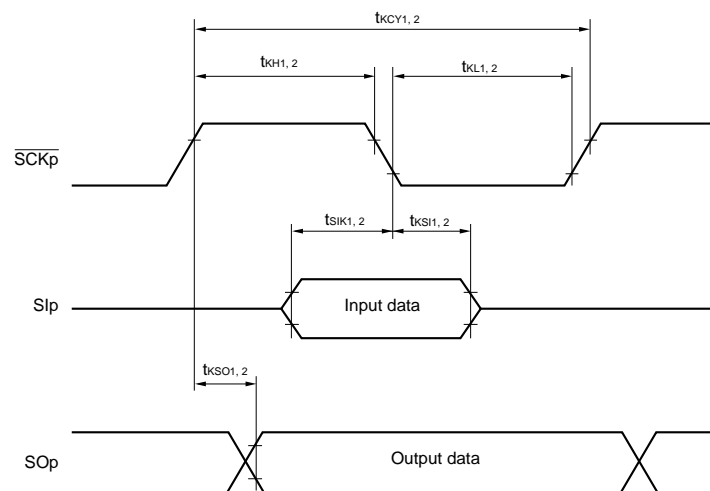 tKCY1, 2
tKH1, 2
tKL1, 2
SCKp
tSIK1, 2
tKSI1, 2
SIp
Input data
tKSO1, 2
SOp
Output data